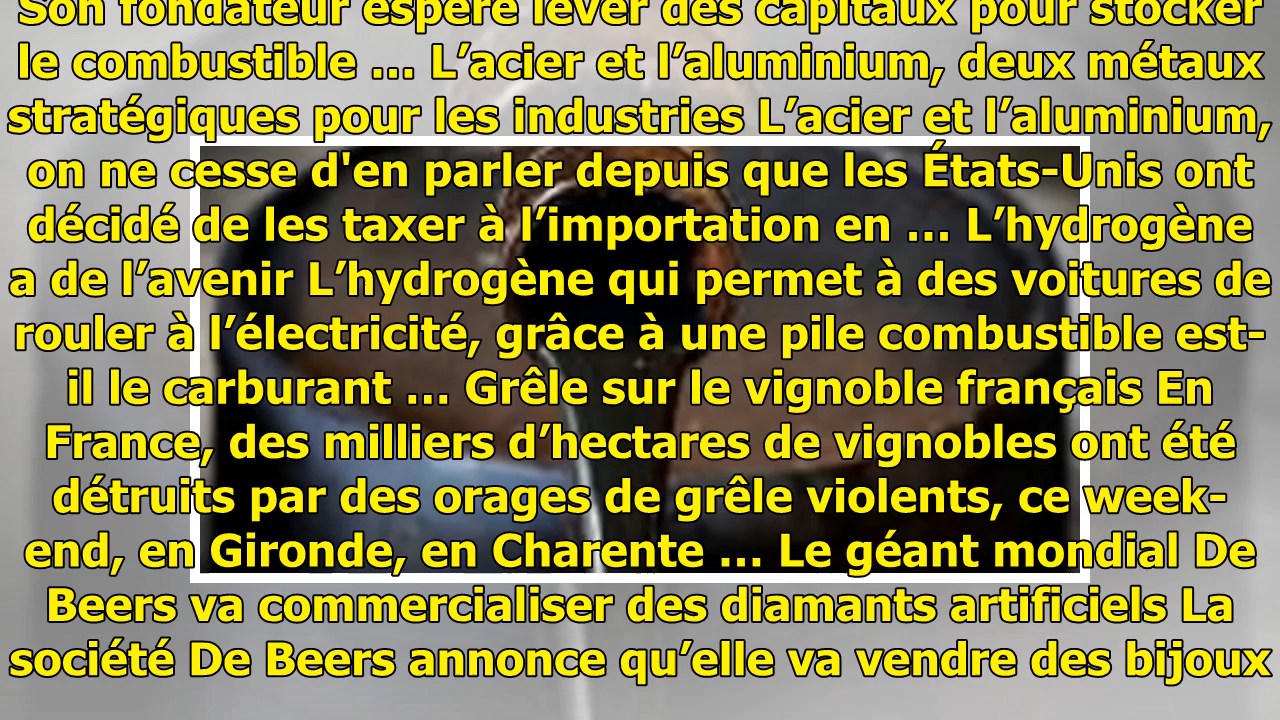 Son fondateur espère lever des capitaux pour stocker
le combustible ... L’acier et l’aluminium, deux métaux
stratégiques pour les industries L’acier et l’aluminium,
on ne cesse d'en parler depuis que les États-Unis ont
décidé de les taxer à l’importation en ... L’hydrogène
a de l’avenir L’hydrogène qui permet à des voitures de
rouler à l’électricité, grâce à une pile combustible est-
il le carburant ... Grêle sur le vignoble français En
France, des milliers d’hectares de vignobles ont été
détruits par des orages de grêle violents, ce week-
end, en Gironde, en Charente ... Le géant mondial De
Beers va commercialiser des diamants artificiels La
société De Beers annonce qu’elle va vendre des bijoux